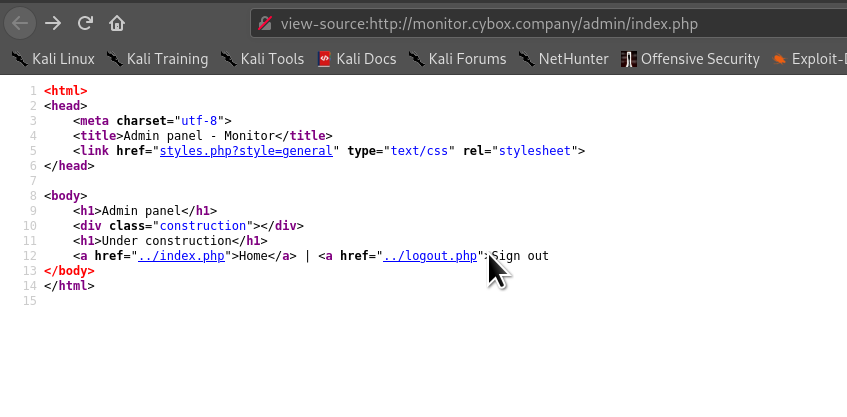 view-source:http://monitor.cybox.company/admin/index.php
Kali Linux Kali Training Kali Tools Kali Docs Kali Forums NetHunter Offensive Security Exploit-D
1 <html>
2 <head>
3 <meta charset="utf-8">
4 <title>Admin panel - Monitor</title>
5 <link href="styles.php?style=general" type="text/css" rel="stylesheet">
6 </head>
7
8 <body>
9 <h1>Admin panel</h1>
10 <div class="construction"></div>
11 <h1>Under construction</h1>
12 <a href="../index.php">Home</a> | <a href="../logout.php">Sign out
13 </body>
14 </html>
15